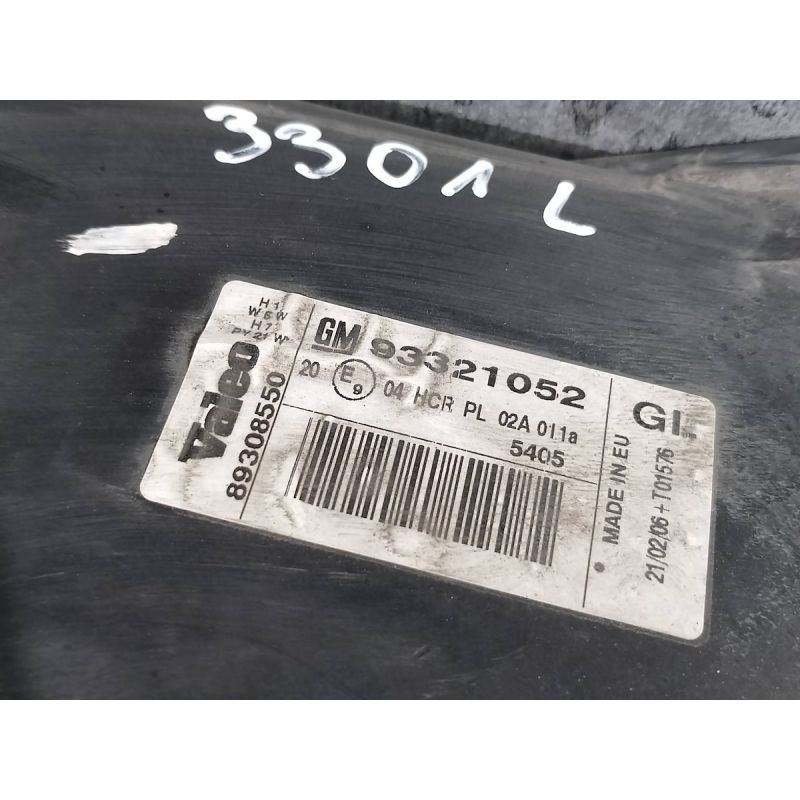 3301 L
H1
W5W
H7
PY21W
Valeo
89308550
GM 93321052
20 E9 04 HCR PL 02A 011a
5405
GL
MADE IN EU
21/02/06 + T01576